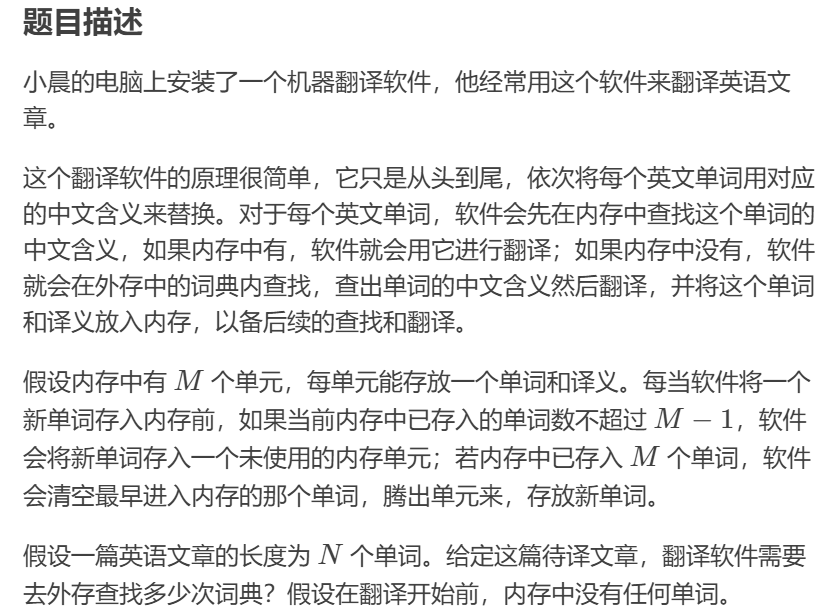 题目描述
小晨的电脑上安装了一个机器翻译软件，他经常用这个软件来翻译英语文
章。
这个翻译软件的原理很简单，它只是从头到尾，依次将每个英文单词用对应
的中文含义来替换。对于每个英文单词，软件会先在内存中查找这个单词的
中文含义，如果内存中有，软件就会用它进行翻译；如果内存中没有，软件
就会在外存中的词典内查找，查出单词的中文含义然后翻译，并将这个单词
和译义放入内存，以备后续的查找和翻译。
假设内存中有 M 个单元，每单元能存放一个单词和译义。每当软件将一个
新单词存入内存前，如果当前内存中已存入的单词数不超过 M − 1，软件
会将新单词存入一个未使用的内存单元；若内存中已存入 M 个单词，软件
会清空最早进入内存的那个单词，腾出单元来，存放新单词。
假设一篇英语文章的长度为 N 个单词。给定这篇待译文章，翻译软件需要
去外存查找多少次词典？假设在翻译开始前，内存中没有任何单词。